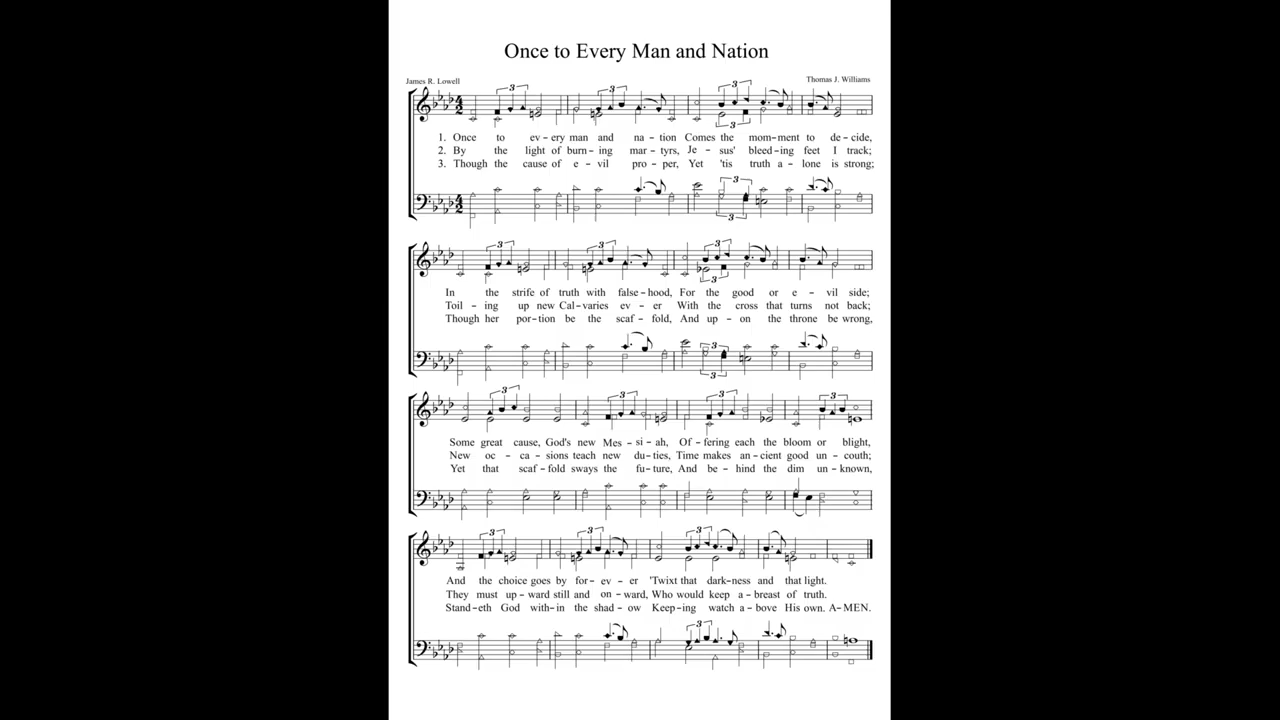 Once to Every Man and Nation
James R. Lowell
Thomas J. Williams
1. Once to ev-ery man and na-tion Comes the mom-ment to de-cide,
2. By the light of burn-ing mar-tyrs, Je-sus' bleed-ing feet I track;
3. Though the cause of e-vil pro-per, Yet 'tis truth a-lone is strong;
In the strife of truth with false-hood, For the good or e-vil side;
Toil-ing up new Cal-varies ev-er With the cross that turns not back;
Though her por-tion be the scaf-fold, And up-on the throne be wrong,
Some great cause, God's new Mes-si-ah, Of-fering each the bloom or blight,
New oc-ca-sions teach new du-ties, Time makes an-cient good un-couth;
Yet that scaf-fold sways the fu-ture, And be-hind the dim un-known,
And the choice goes by for-ev-er 'Twixt that dark-ness and that light.
They must up-ward still and on-ward, Who would keep a-breast of truth.
Stand-eth God with-in the shad-ow Keep-ing watch a-bove His own. A-MEN.